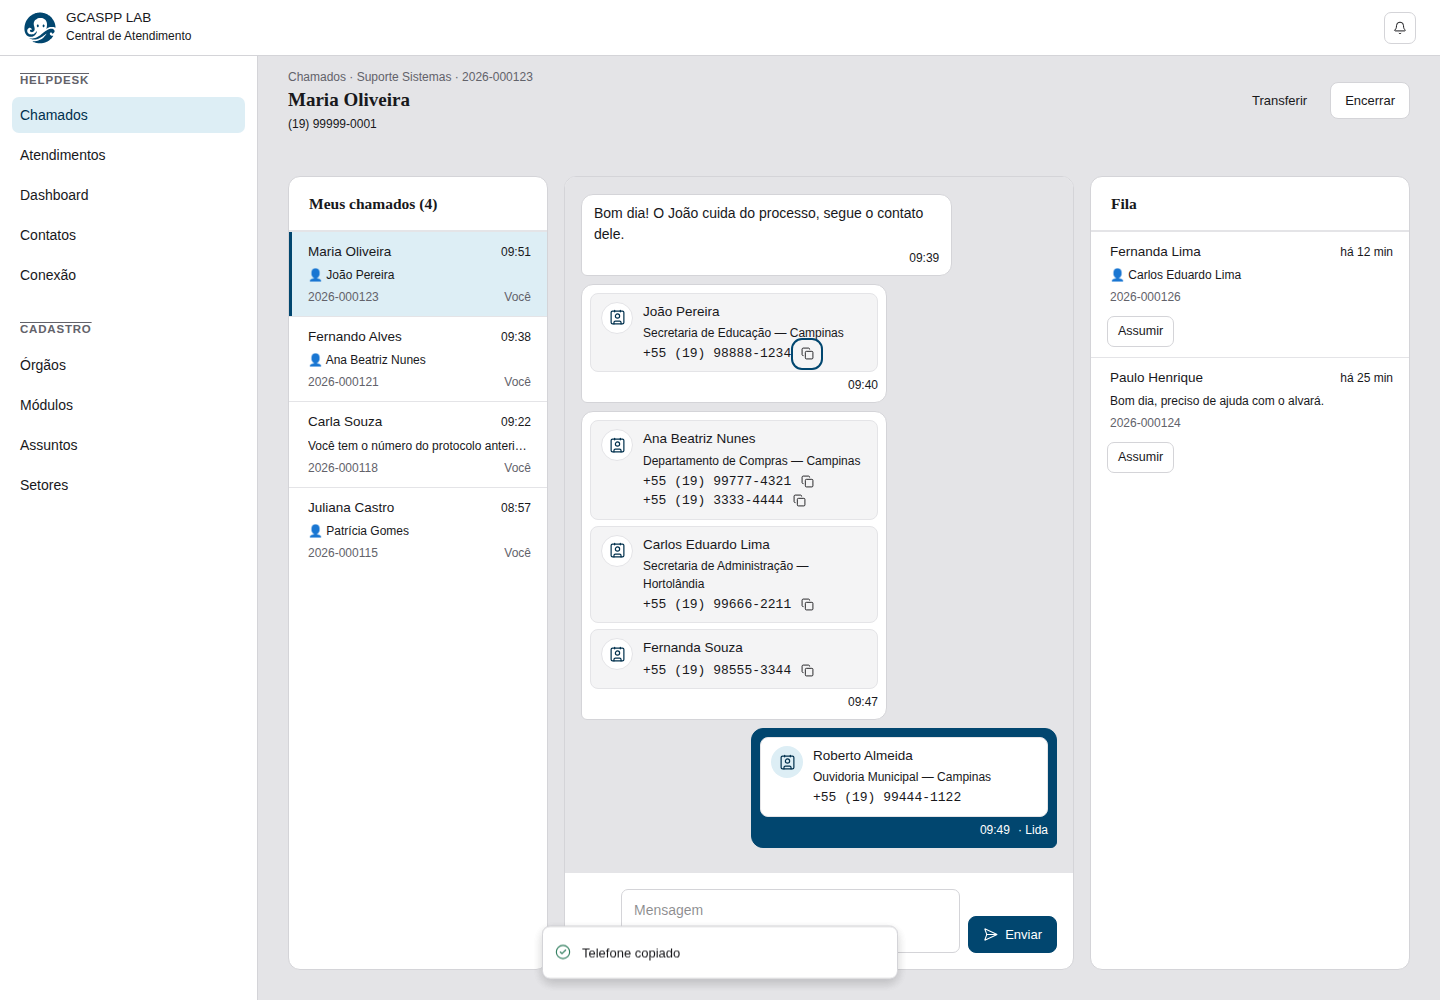 GCASPP LAB
Central de Atendimento
HELPDESK
Chamados
Atendimentos
Dashboard
Contatos
Conexão
CADASTRO
Órgãos
Módulos
Assuntos
Setores
Chamados · Suporte Sistemas · 2026-000123
Maria Oliveira
(19) 99999-0001
Transferir
Encerrar
Meus chamados (4)
Maria Oliveira 09:51
João Pereira
2026-000123 Você
Fernando Alves 09:38
Ana Beatriz Nunes
2026-000121 Você
Carla Souza 09:22
Você tem o número do protocolo anteri…
2026-000118 Você
Juliana Castro 08:57
Patrícia Gomes
2026-000115 Você
Bom dia! O João cuida do processo, segue o contato
dele.
09:39
João Pereira
Secretaria de Educação — Campinas
+55 (19) 98888-1234
09:40
Ana Beatriz Nunes
Departamento de Compras — Campinas
+55 (19) 99777-4321
+55 (19) 3333-4444
Carlos Eduardo Lima
Secretaria de Administração —
Hortolândia
+55 (19) 99666-2211
Fernanda Souza
+55 (19) 98555-3344
09:47
Roberto Almeida
Ouvidoria Municipal — Campinas
+55 (19) 99444-1122
09:49 · Lida
Mensagem
Enviar
Telefone copiado
Fila
Fernanda Lima há 12 min
Carlos Eduardo Lima
2026-000126
Assumir
Paulo Henrique há 25 min
Bom dia, preciso de ajuda com o alvará.
2026-000124
Assumir